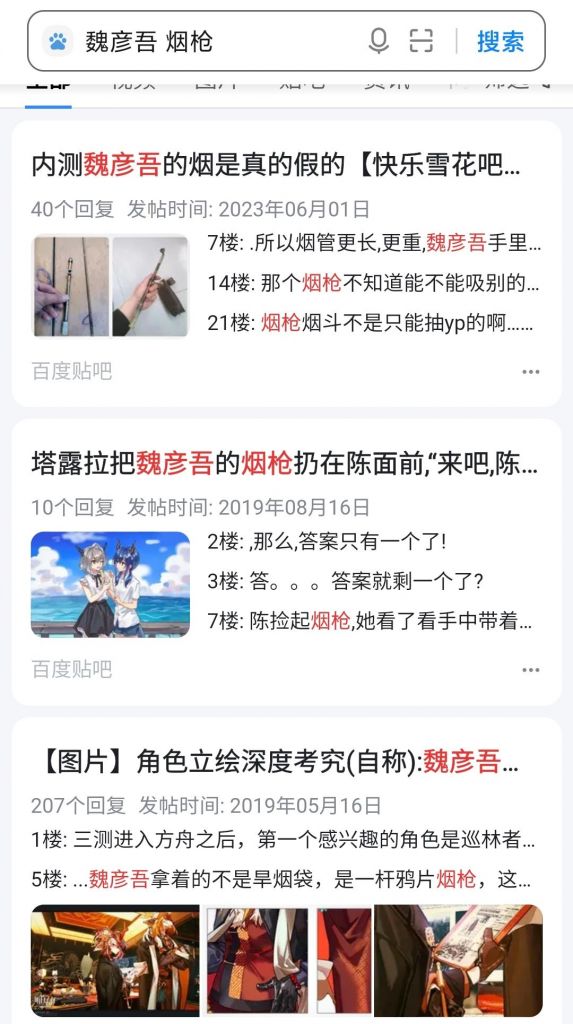 魏彦吾 烟枪
搜索
全部
视频
图片
贴吧
资讯
内测魏彦吾的烟是真的假的【快乐雪花吧...
40个回复 发帖时间: 2023年06月01日
7楼: .所以烟管更长,更重,魏彦吾手里...
14楼: 那个烟枪不知道能不能吸别的...
21楼: 烟枪烟斗不是只能抽yp的啊......
百度贴吧
塔露拉把魏彦吾的烟枪扔在陈面前,“来吧,陈...
10个回复 发帖时间: 2019年08月16日
2楼: ,那么,答案只有一个了!
3楼: 答。。。答案就剩一个了?
7楼: 陈捡起烟枪,她看了看手中带着...
百度贴吧
【图片】角色立绘深度考究(自称):魏彦吾...
207个回复 发帖时间: 2019年05月16日
1楼: 三测进入方舟之后，第一个感兴趣的角色是巡林者...
5楼: ...魏彦吾拿着的不是旱烟袋，是一杆鸦片烟枪，这...